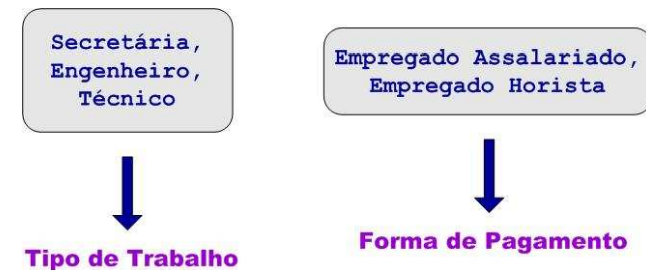 Secretária,
Engenheiro,
Técnico
Tipo de Trabalho
Empregado Assalariado,
Empregado Horista
Forma de Pagamento